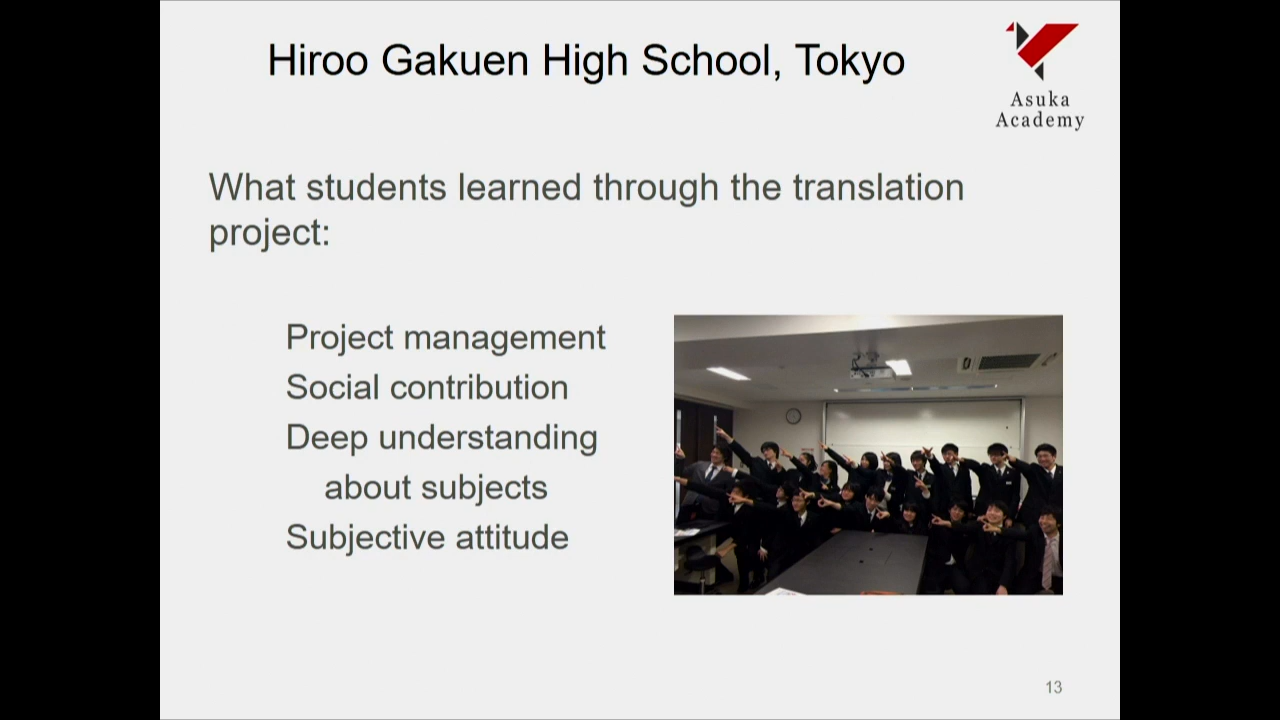 Hiroo Gakuen High School, Tokyo
Asuka
Academy
What students learned through the translation
project:
Project management
Social contribution
Deep understanding
about subjects
Subjective attitude
13